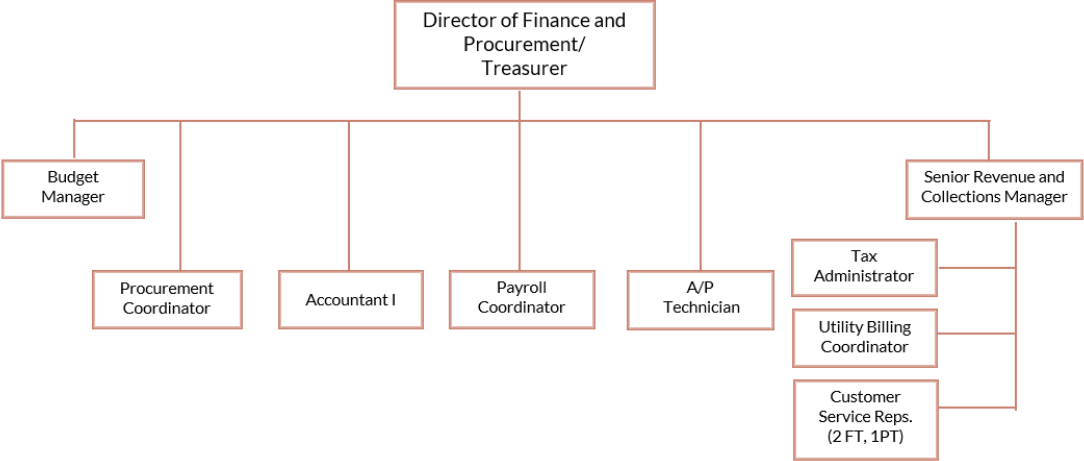 Director of Finance and
Procurement/
Treasurer
Budget
Manager
Senior Revenue and
Collections Manager
Procurement
Coordinator
Accountant I
Payroll
Coordinator
A/P
Technician
Tax
Administrator
Utility Billing
Coordinator
Customer
Service Reps.
(2 FT, 1PT)